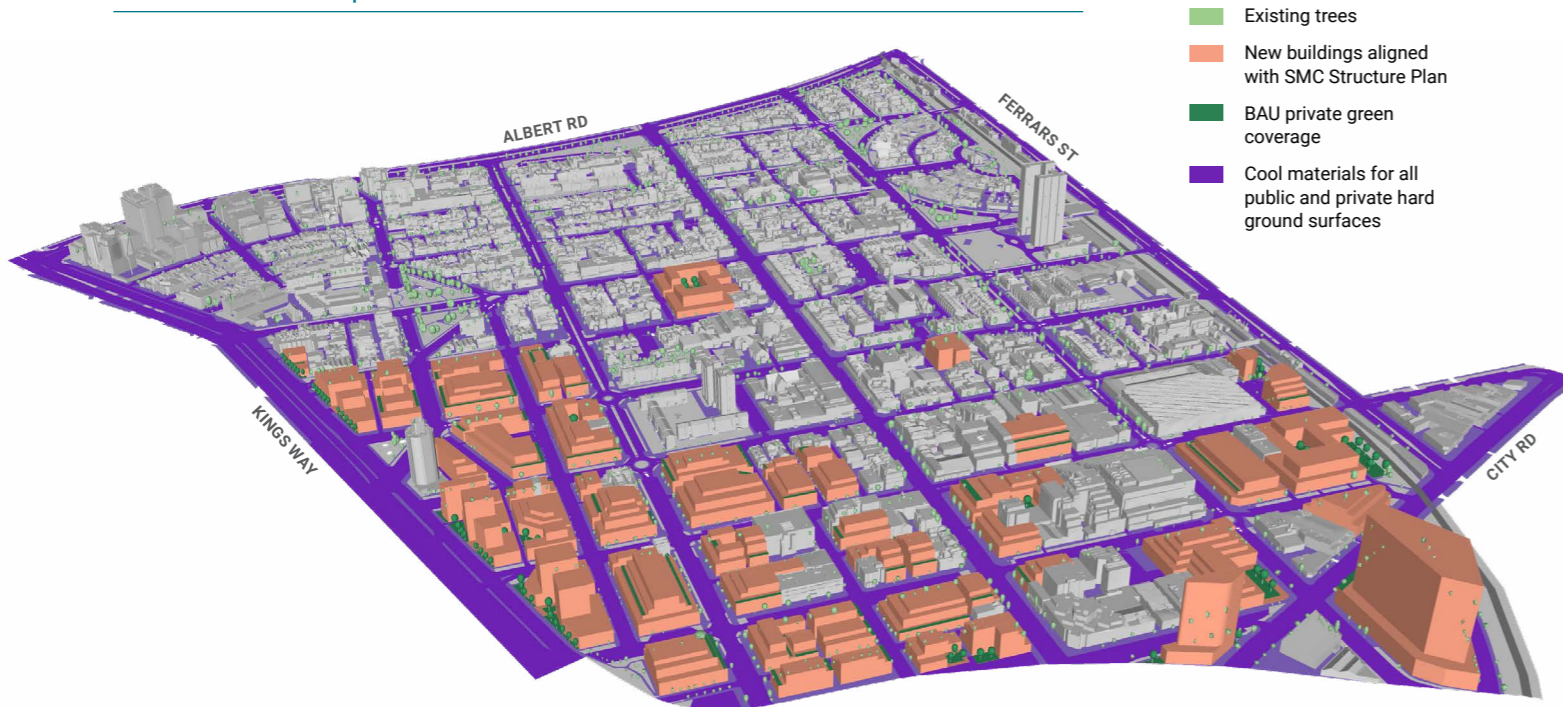 Existing trees
New buildings aligned
with SMC Structure Plan
BAU private green
coverage
Cool materials for all
public and private hard
ground surfaces
ALBERT RD
FERRARS ST
KINGS WAY
CITY RD